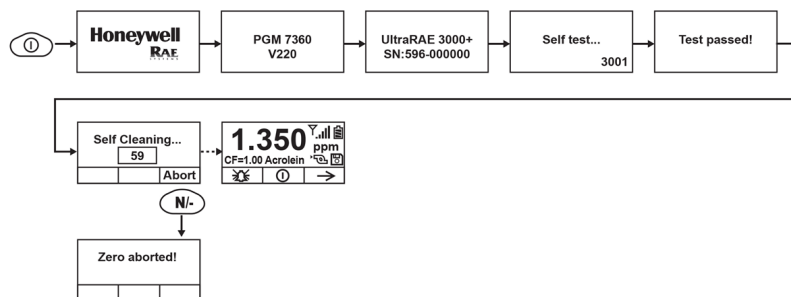 Honeywell
RAE
SYSTEMS
PGM 7360
V220
UltraRAE 3000+
SN:596-000000
Self test...
3001
Test passed!
Self Cleaning...
59
Abort
1.350
ppm
CF=1.00 Acrolein
N/-
Zero aborted!